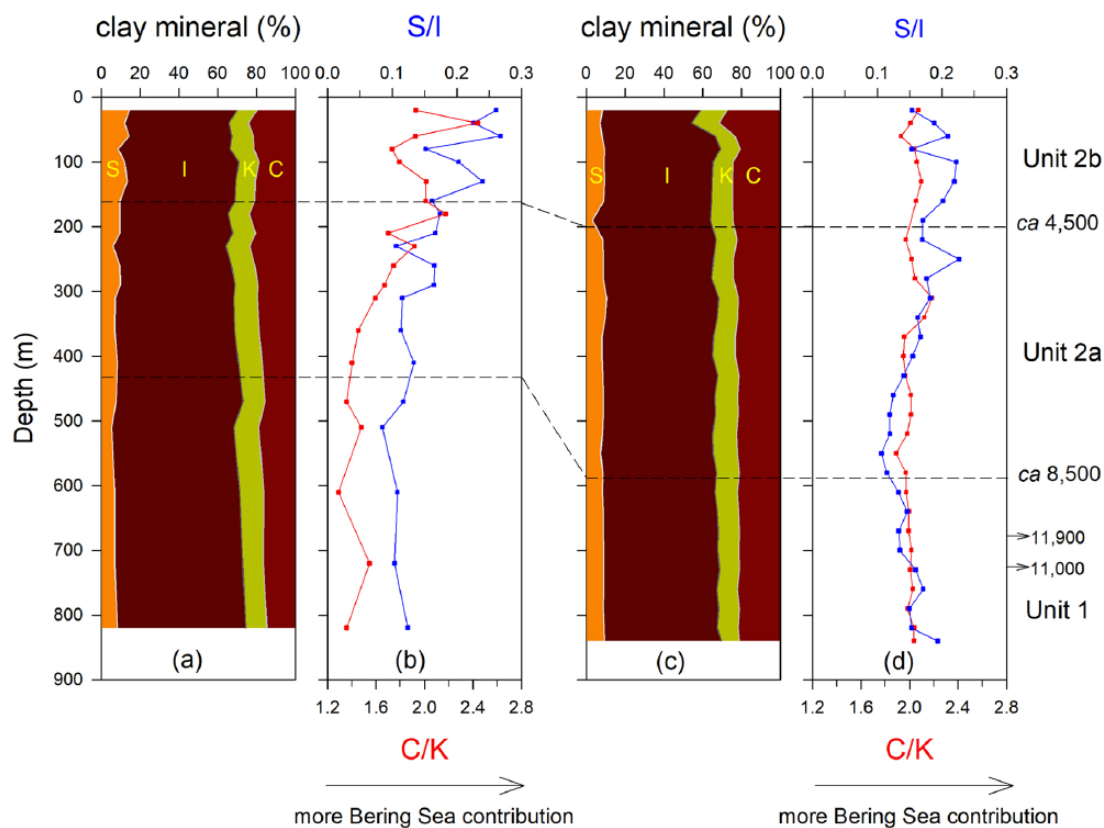 clay mineral (%)
S/I
clay mineral (%)
S/I
0 20 40 60 80 100
0.0 0.1 0.2 0.3
0 20 40 60 80 100
0.0 0.1 0.2 0.3
0
100
200
300
400
500
600
700
800
900
Depth (m)
S I K C
S I K C
(a)
(b)
(c)
(d)
Unit 2b
ca 4,500
Unit 2a
ca 8,500
11,900
11,000
Unit 1
1.2 1.6 2.0 2.4 2.8
1.2 1.6 2.0 2.4 2.8
C/K
C/K
more Bering Sea contribution
more Bering Sea contribution